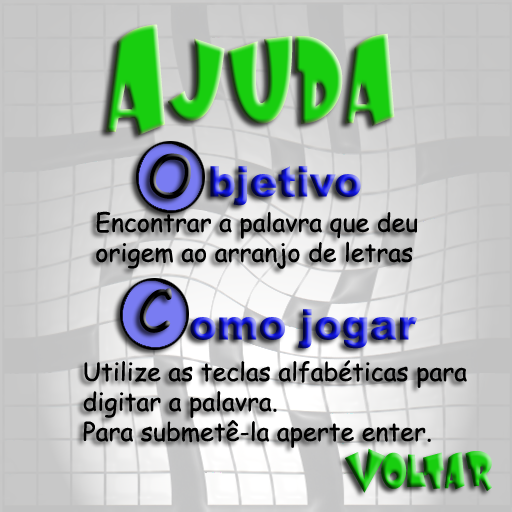 AJUDA
Objetivo
Encontrar a palavra que deu
origem ao arranjo de letras
Como jogar
Utilize as teclas alfabéticas para
digitar a palavra.
Para submetê-la aperte enter.
VOLTAR